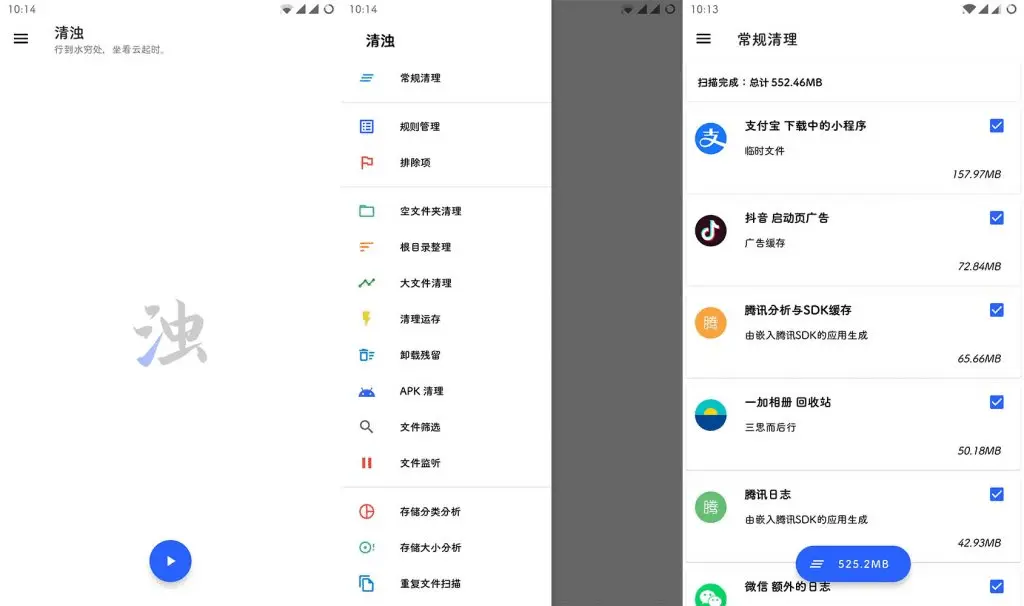 10:14
清浊
行到水穷处，坐看云起时。
浊
10:14
清浊
常规清理
规则管理
排除项
空文件夹清理
根目录整理
大文件清理
清理运存
卸载残留
APK 清理
文件筛选
文件监听
存储分类分析
存储大小分析
重复文件扫描
10:13
常规清理
扫描完成：总计 552.46MB
支
支付宝 下载中的小程序
临时文件
157.97MB
抖音 启动页广告
广告缓存
72.84MB
腾
腾讯分析与SDK缓存
由嵌入腾讯SDK的应用生成
65.66MB
一加相册 回收站
三思而后行
50.18MB
腾
腾讯日志
由嵌入腾讯SDK的应用生成
42.93MB
525.2MB
微信 额外的日志